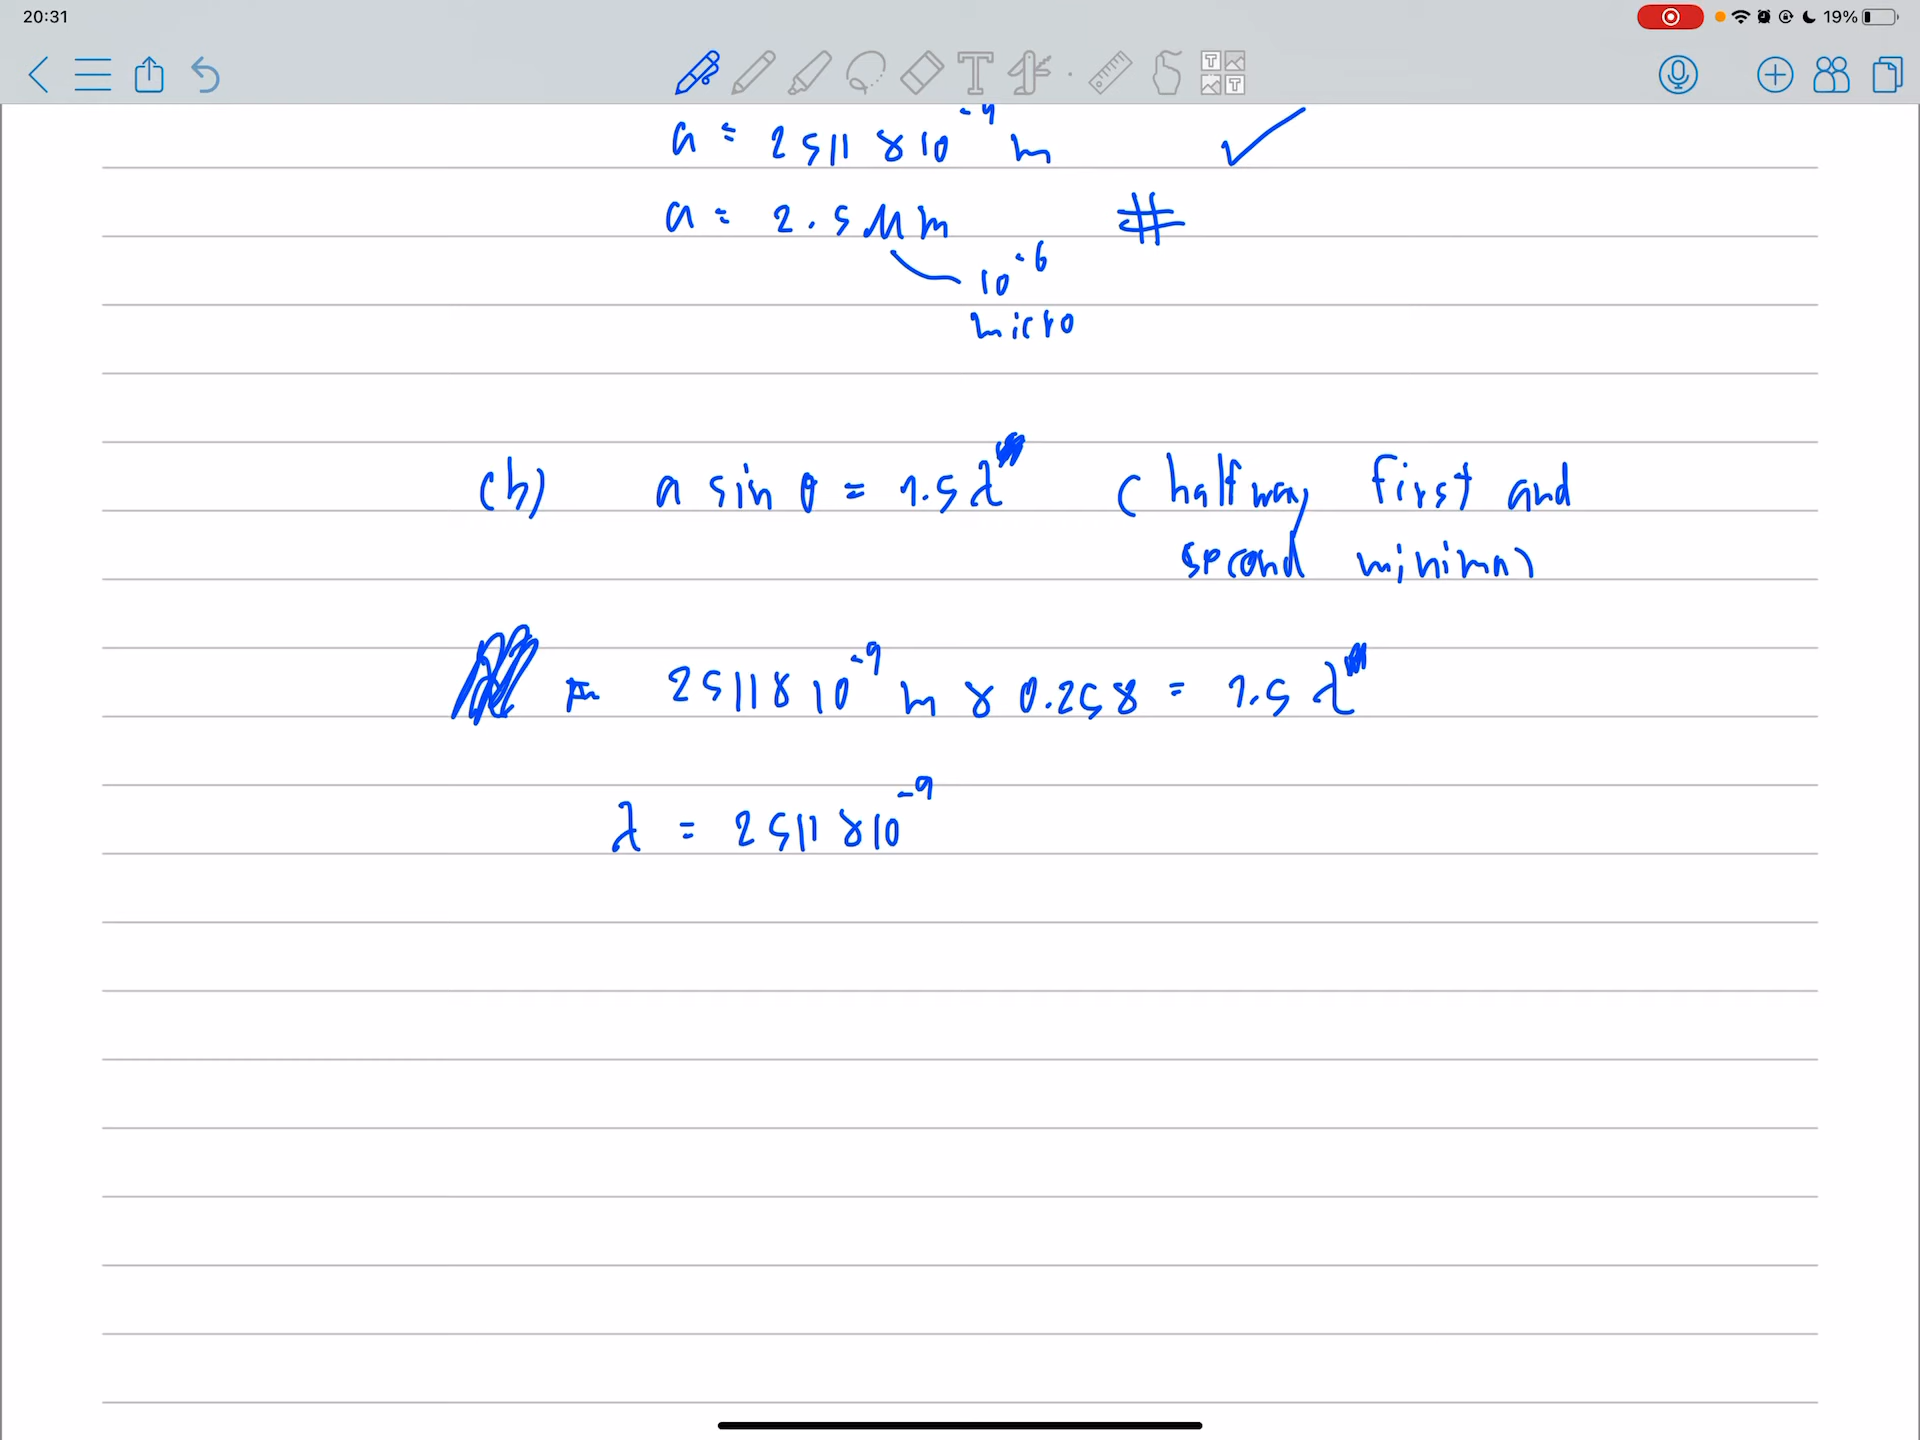 20:31
19%
a = 2511 x 10⁻⁹ m ✓
a = 2.5 μm #
10⁻⁶
micro
(b) a sin θ = 1.5 λ ( halfway first and
second minima)
= 2511 x 10⁻⁹ m x 0.258 = 1.5 λ
λ = 2511 x 10⁻⁹